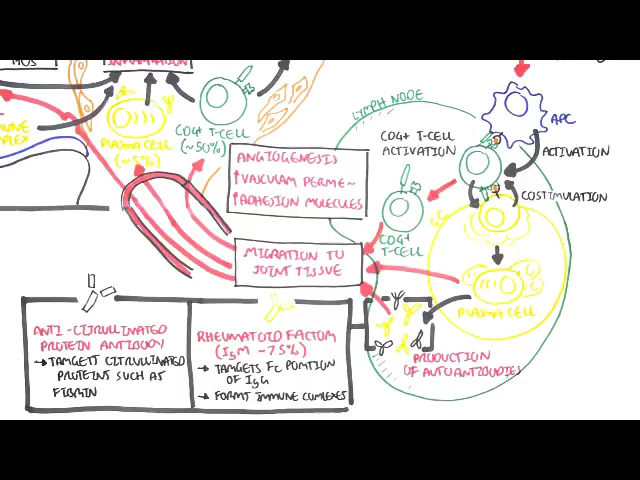 INFLAMMATION
PLASMA CELL
(~5%)
CD4+ T-CELL
(~50%)
LYMPH NODE
CD4+ T-CELL
ACTIVATION
APC
ACTIVATION
COSTIMULATION
ANGIOGENESIS
↑ VASCULAR PERME~
↑ ADHESION MOLECULES
CD4+
T-CELL
MIGRATION TO
JOINT TISSUE
PLASMA CELL
PRODUCTION
OF AUTOANTIBODIES
ANTI-CITRULLINATED
PROTEIN ANTIBODY
→ TARGETS CITRULLINATED
PROTEINS SUCH AS
FIBRIN
RHEUMATOID FACTOR
(IgM ~75%)
→ TARGETS Fc PORTION
OF IgG
→ FORMS IMMUNE COMPLEXES